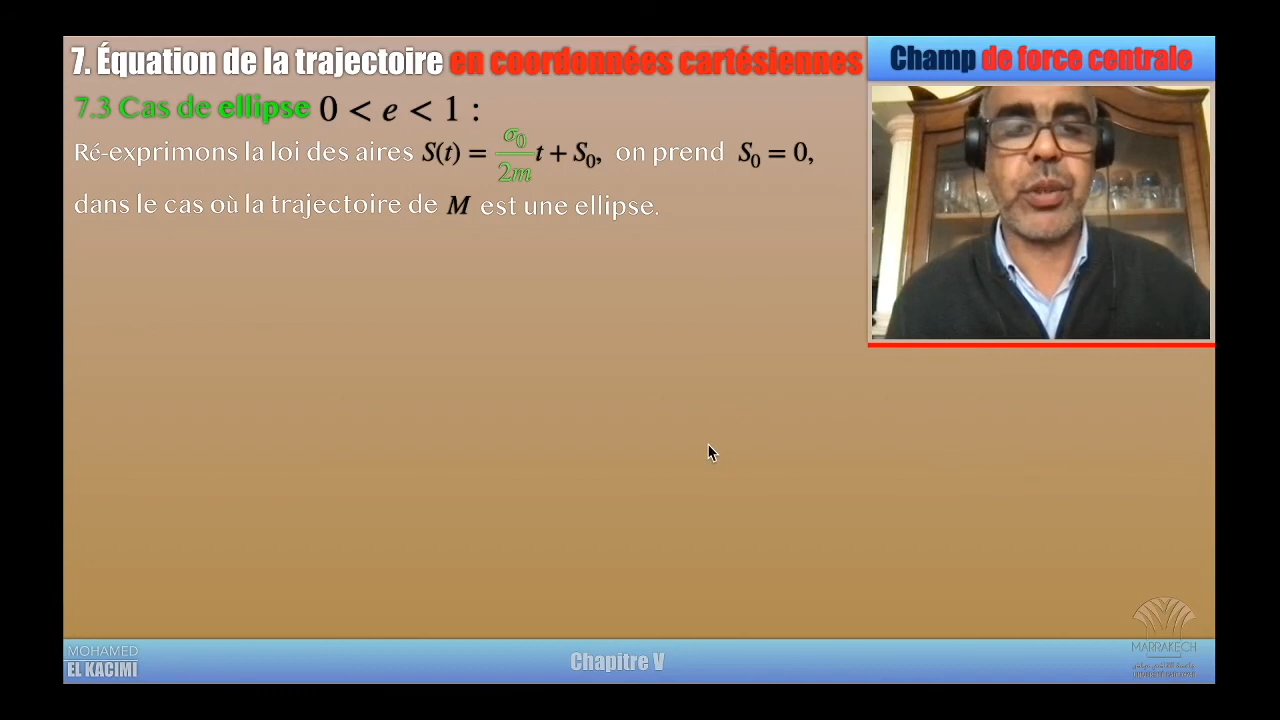 7. Équation de la trajectoire en coordonnées cartésiennes
Champ de force centrale
7.3 Cas de ellipse 0 < e < 1 :
Ré-exprimons la loi des aires S(t) = σ₀/2m t + S₀, on prend S₀ = 0,
dans le cas où la trajectoire de M est une ellipse.
MOHAMED
EL KACIMI
Chapitre V
MARRAKECH